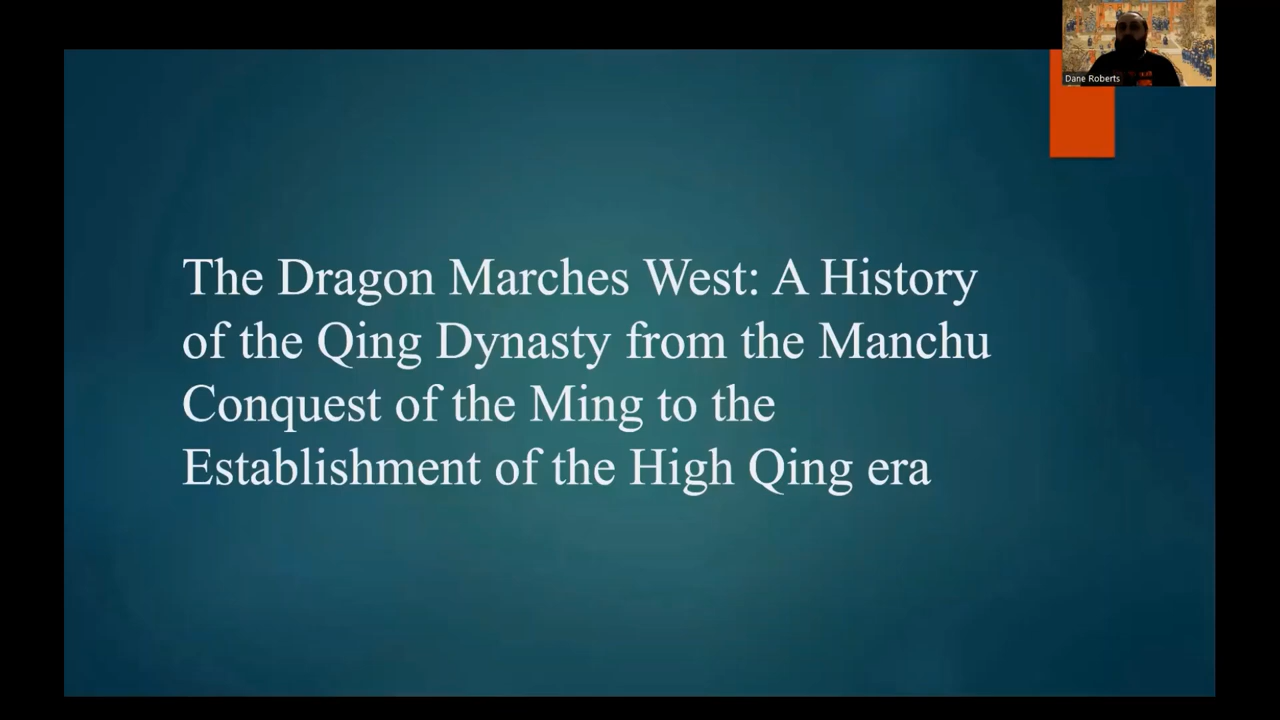 Dane Roberts
The Dragon Marches West: A History
of the Qing Dynasty from the Manchu
Conquest of the Ming to the
Establishment of the High Qing era